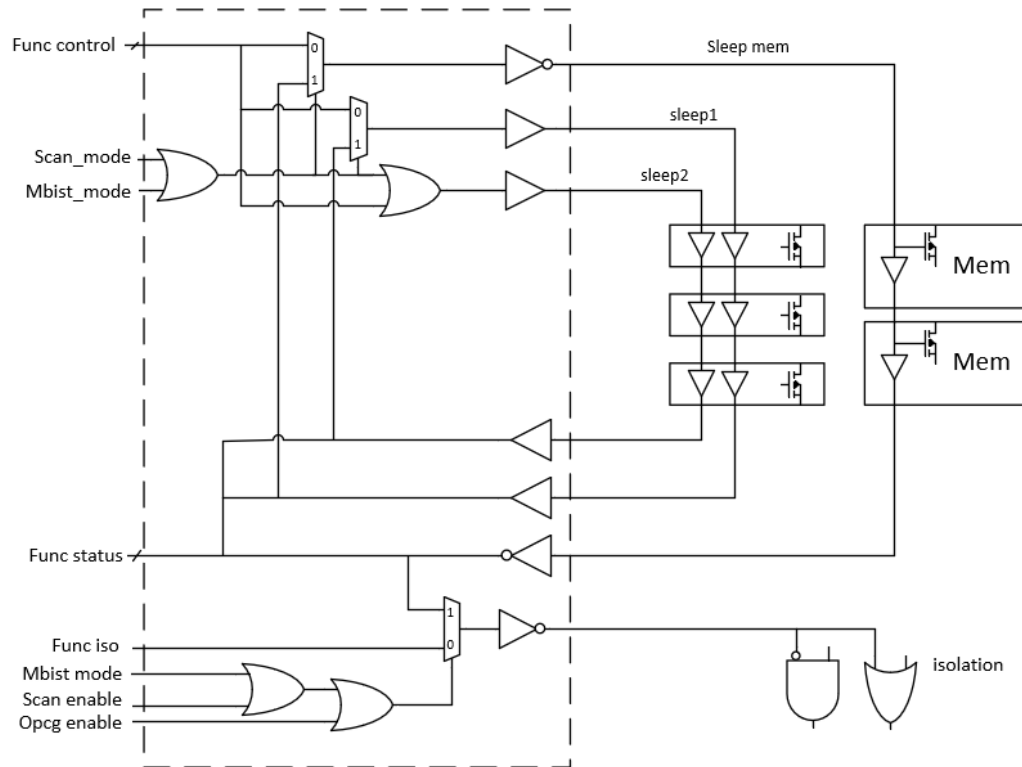 Func control
0
Sleep mem
1
0
sleep1
1
Scan_mode
Mbist_mode
sleep2
Mem
Mem
Func status
1
Func iso
0
Mbist mode
isolation
Scan enable
Opcg enable